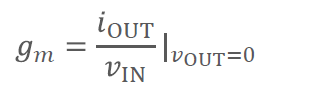 g_m = i_OUT / v_IN |v_OUT=0